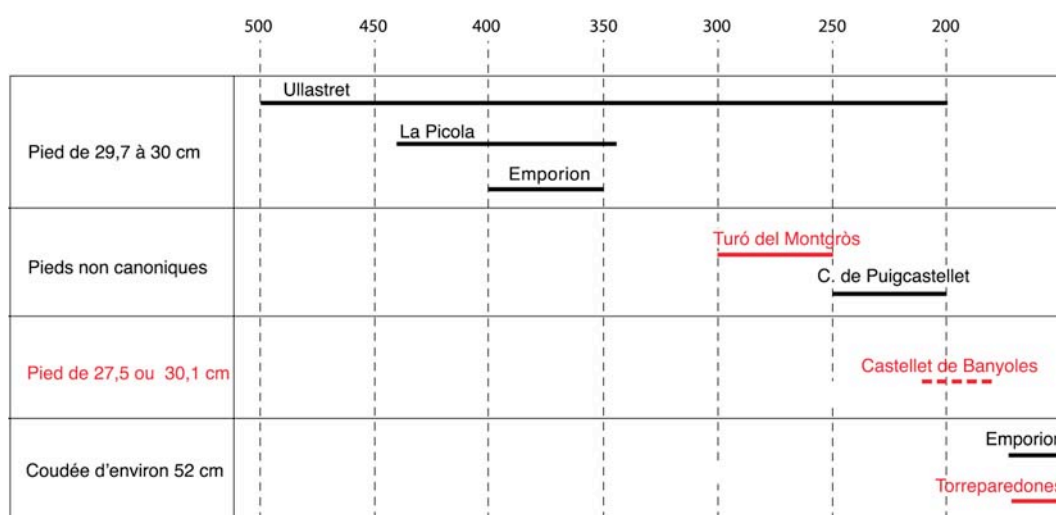 500 450 400 350 300 250 200
Ullastret
La Picola
Pied de 29,7 à 30 cm
Emporion
Turó del Montgròs
Pieds non canoniques
C. de Puigcastellet
Pied de 27,5 ou 30,1 cm
Castellet de Banyoles
Emporion
Coudée d'environ 52 cm
Torreparedones